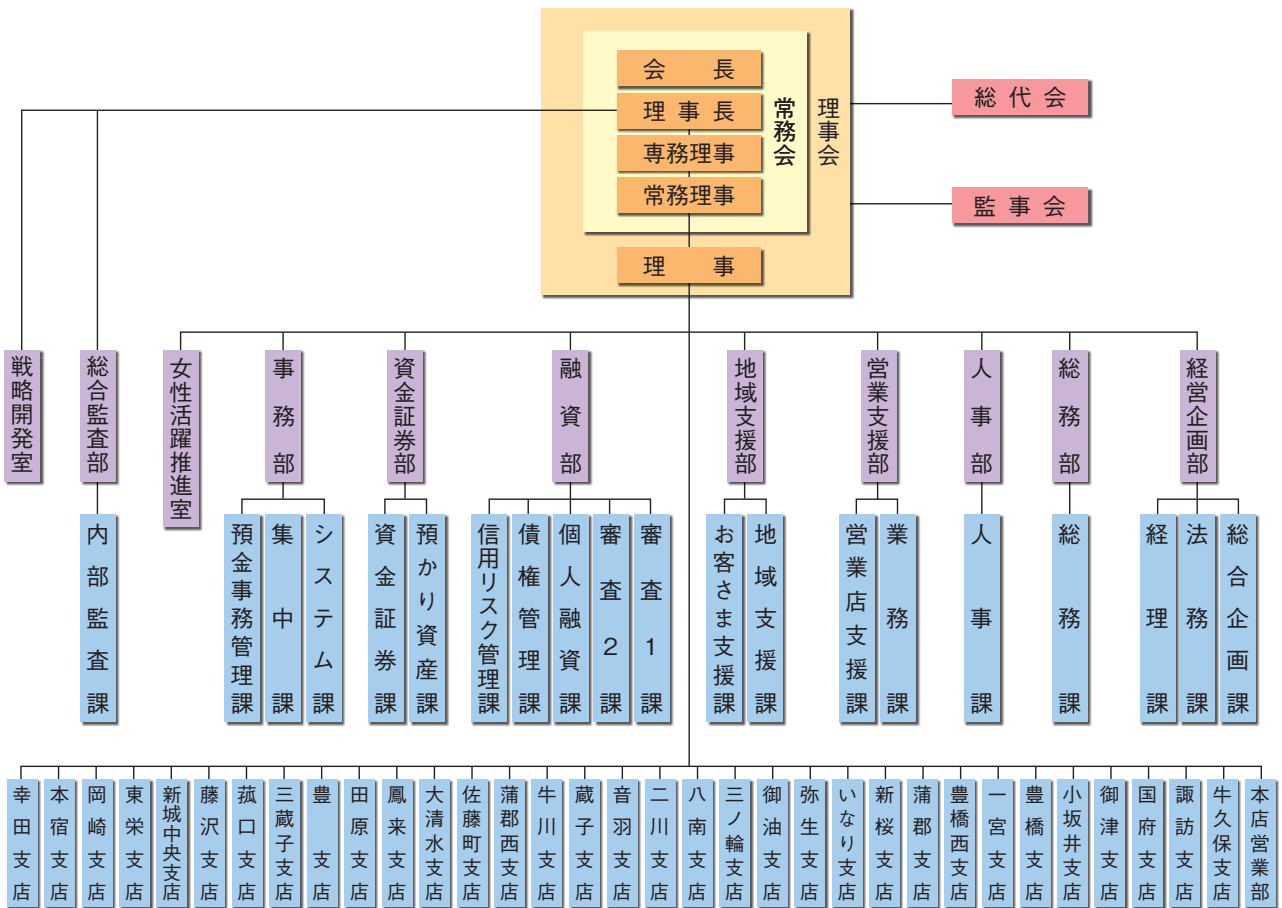 会長
理事長
専務理事
常務理事
常務会
理事会
理事
総代会
監事会
戦略開発室
総合監査部
女性活躍推進室
事務部
資金証券部
融資部
地域支援部
営業支援部
人事部
総務部
経営企画部
内部監査課
預金事務管理課
集中課
システム課
資金証券課
預かり資産課
信用リスク管理課
債権管理課
個人融資課
審査2課
審査1課
お客さま支援課
地域支援課
営業店支援課
業務課
人事課
総務課
経理課
法務課
総合企画課
幸田支店
本宿支店
岡崎支店
東栄支店
新城中央支店
藤沢支店
菰口支店
三蔵子支店
豊支店
田原支店
鳳来支店
大清水支店
佐藤町支店
蒲郡西支店
牛川支店
蔵子支店
音羽支店
二川支店
八南支店
三ノ輪支店
御油支店
弥生支店
いなり支店
新桜支店
蒲郡支店
豊橋西支店
一宮支店
豊橋支店
小坂井支店
御津支店
国府支店
諏訪支店
牛久保支店
本店営業部